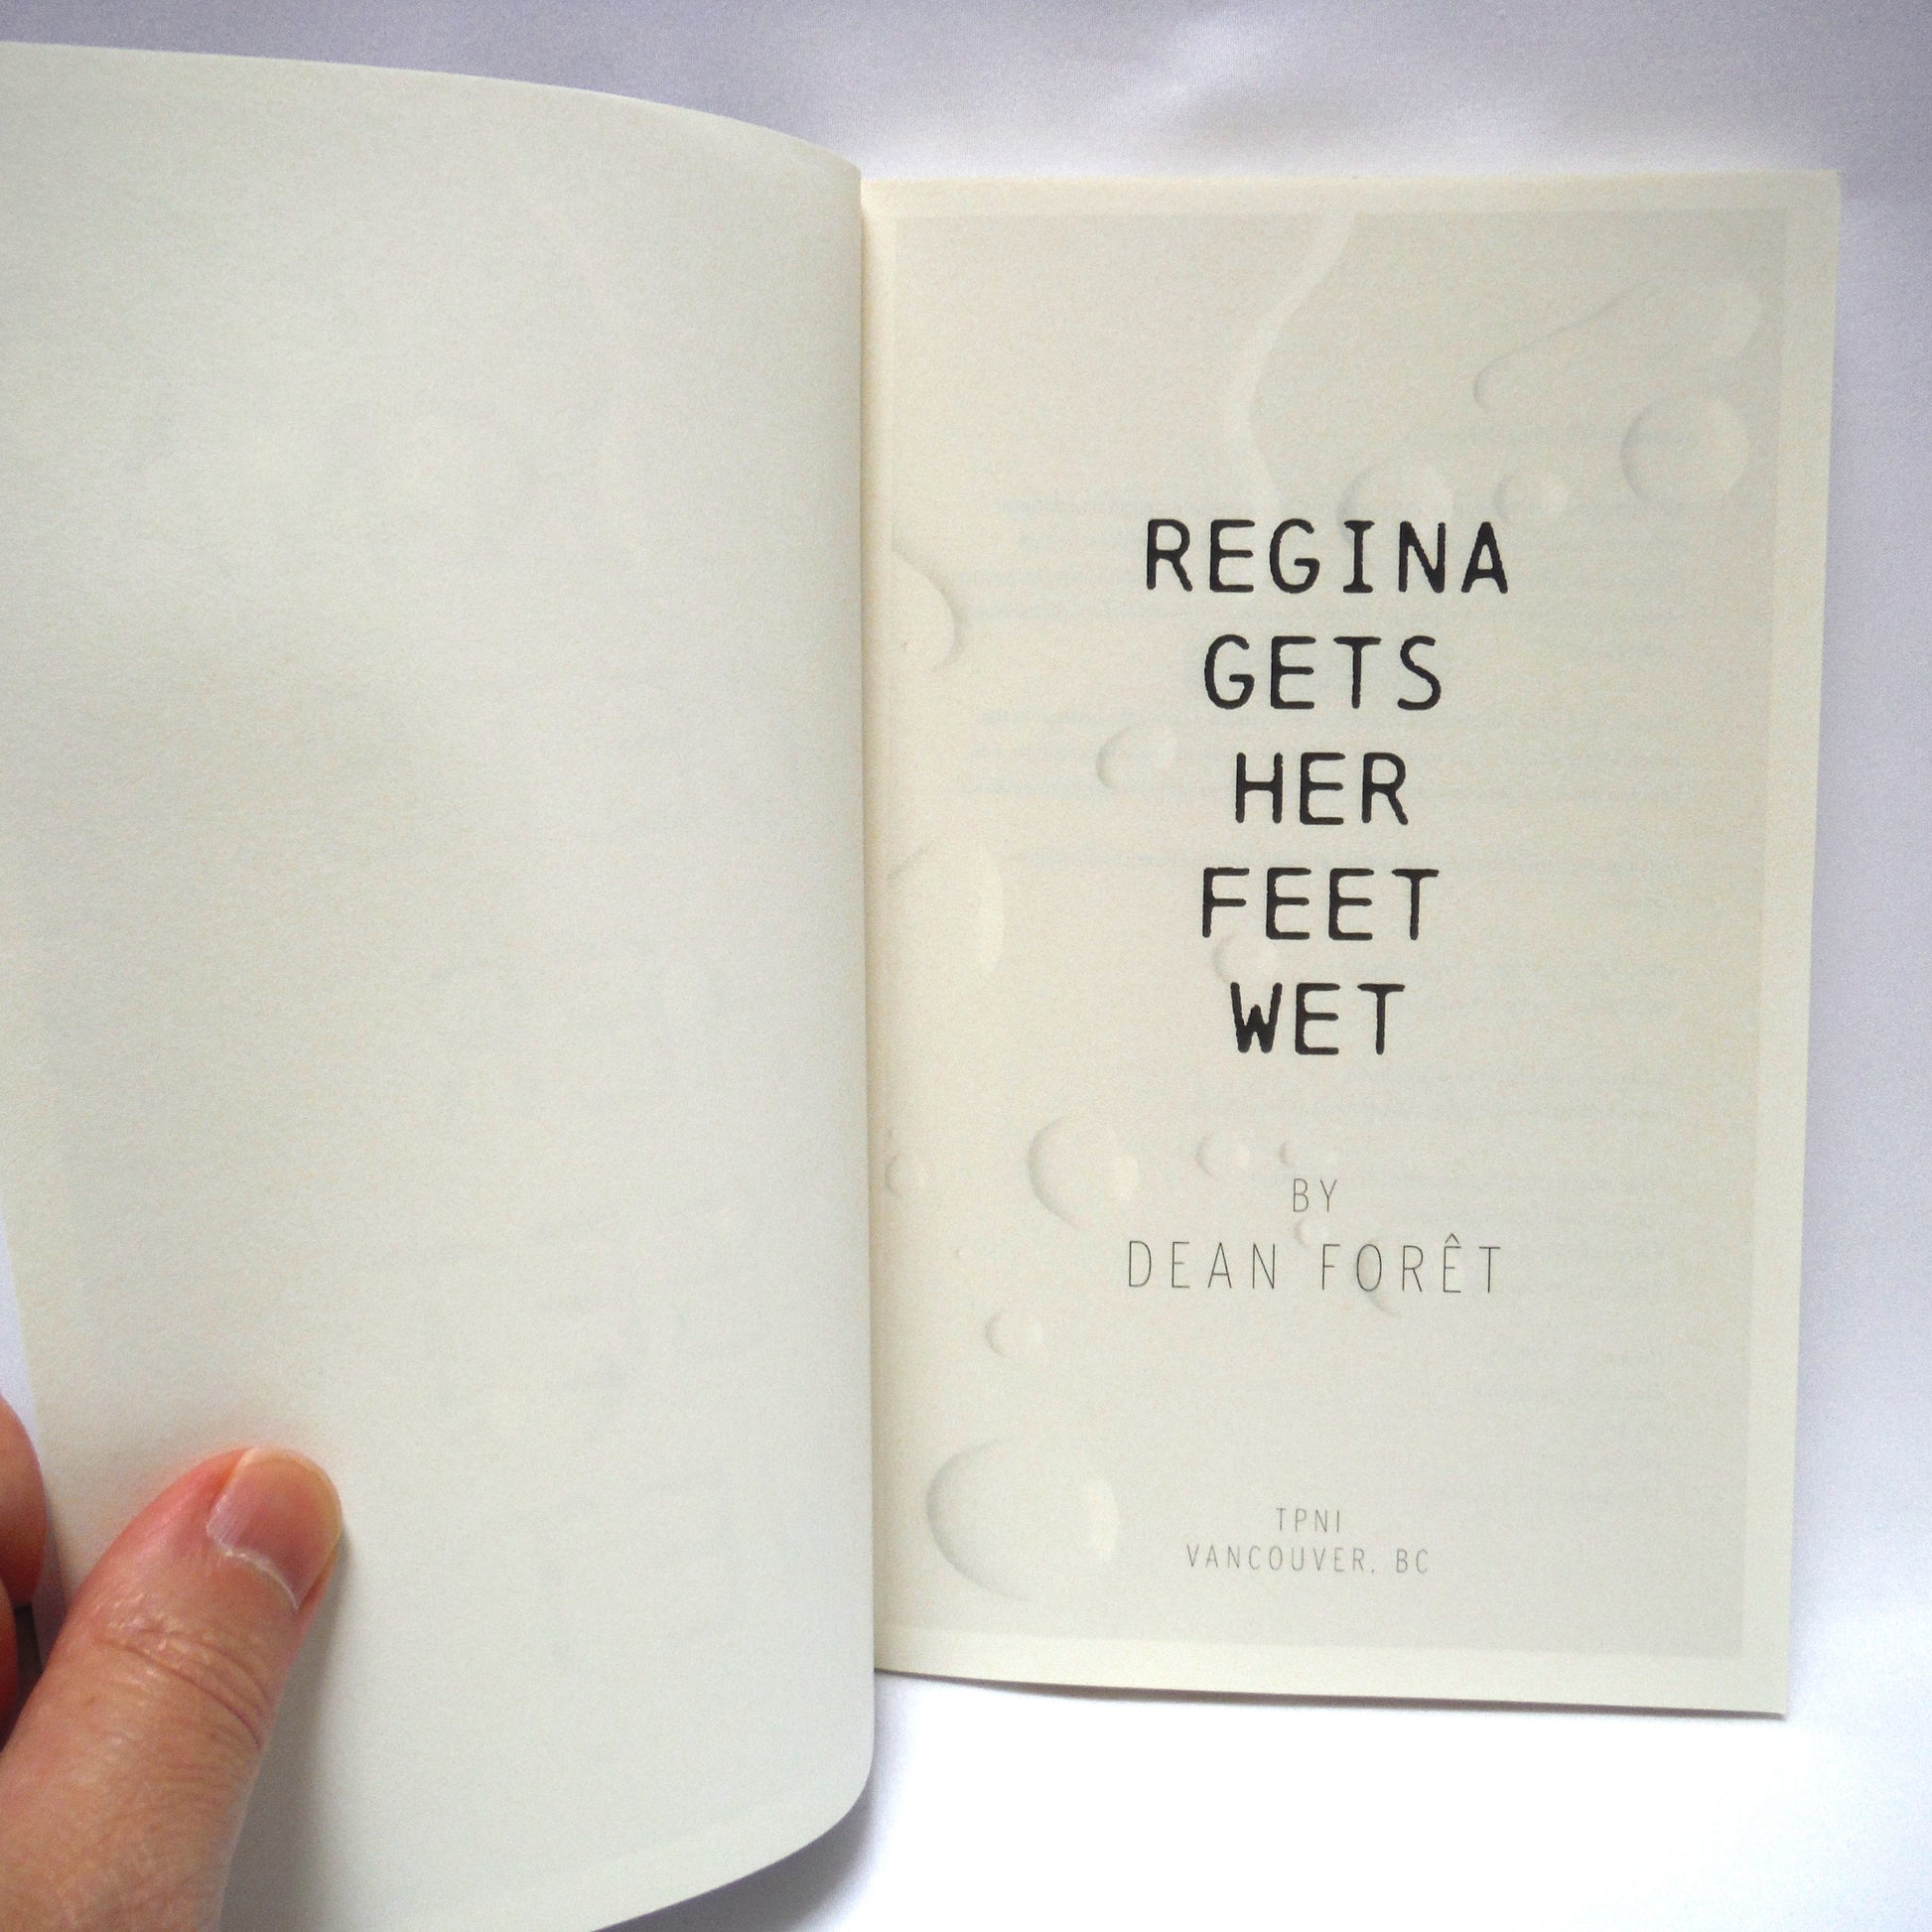 REGINA
GETS
HER
FEET
WET
BY
DEAN FORÊT
TPNI
VANCOUVER, BC